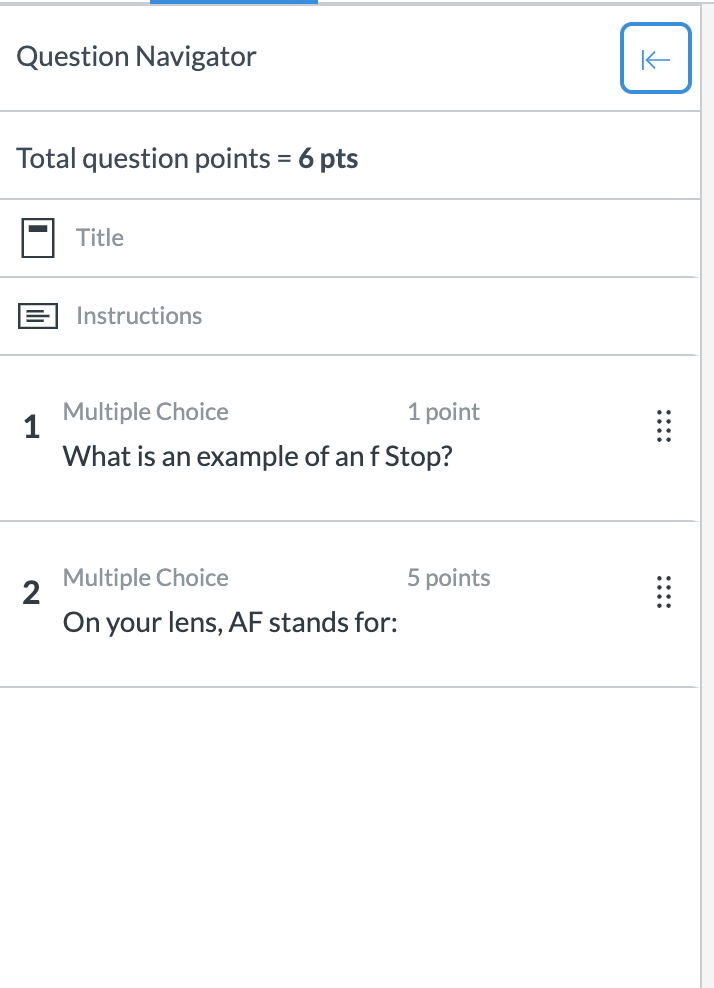 Question Navigator
Total question points = 6 pts
Title
Instructions
1
Multiple Choice 1 point
What is an example of an f Stop?
2
Multiple Choice 5 points
On your lens, AF stands for: